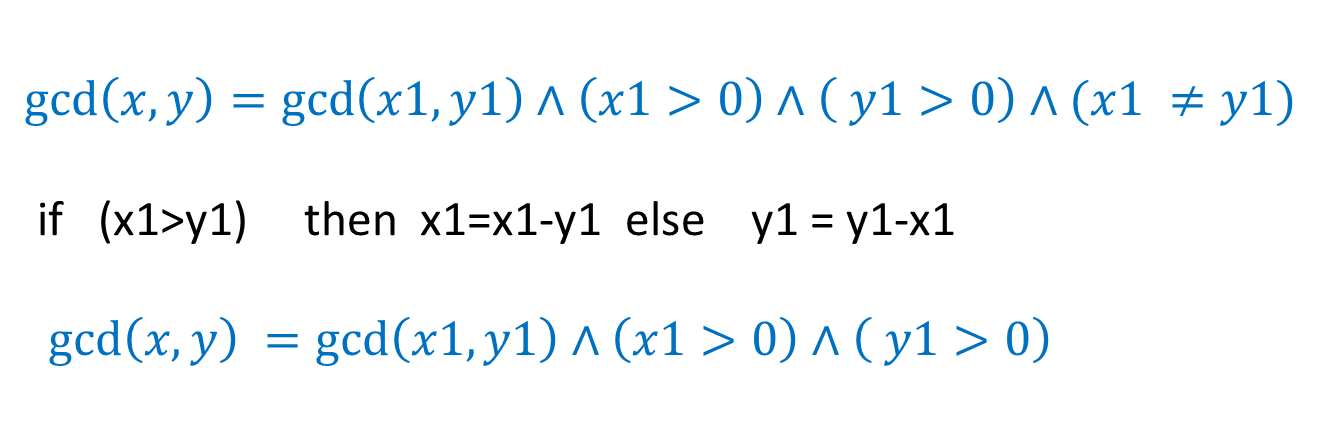 gcd(x, y) = gcd(x1, y1) ∧ (x1 > 0) ∧ ( y1 > 0) ∧ (x1 ≠ y1)
if (x1>y1) then x1=x1-y1 else y1 = y1-x1
gcd(x, y) = gcd(x1, y1) ∧ (x1 > 0) ∧ ( y1 > 0)